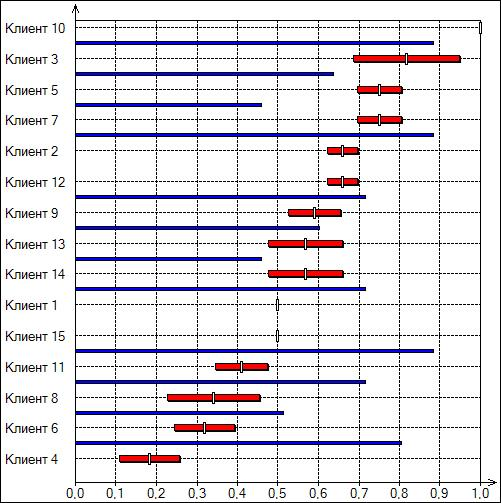 Клиент 10
Клиент 3
Клиент 5
Клиент 7
Клиент 2
Клиент 12
Клиент 9
Клиент 13
Клиент 14
Клиент 1
Клиент 15
Клиент 11
Клиент 8
Клиент 6
Клиент 4
0,0 0,1 0,2 0,3 0,4 0,5 0,6 0,7 0,8 0,9 1,0